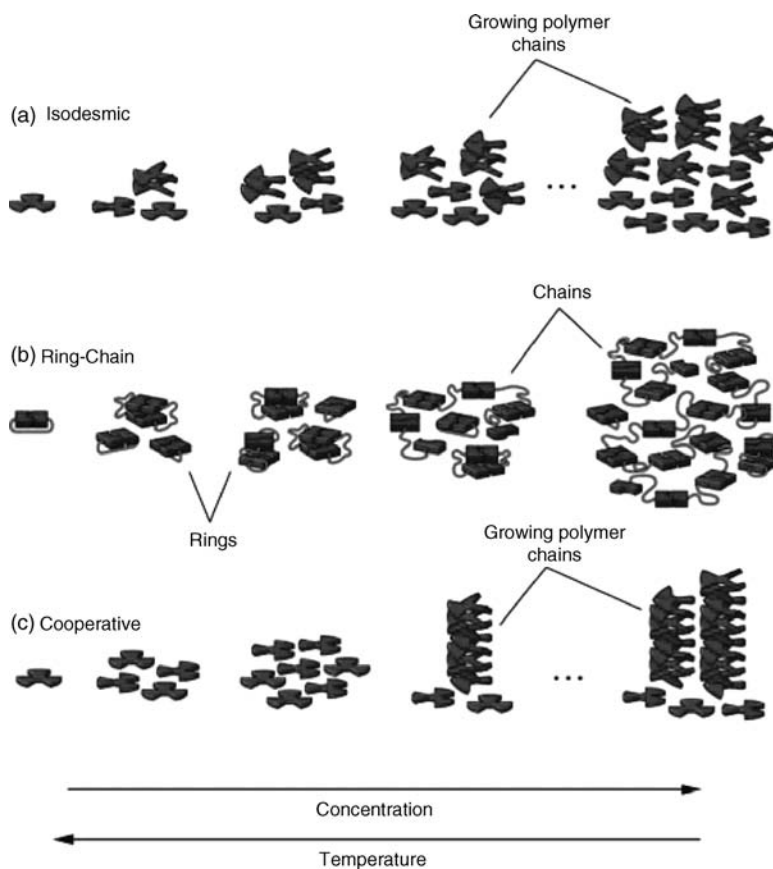 Growing polymer
chains
(a) Isodesmic
...
Chains
(b) Ring-Chain
Rings
Growing polymer
chains
(c) Cooperative
...
Concentration
Temperature